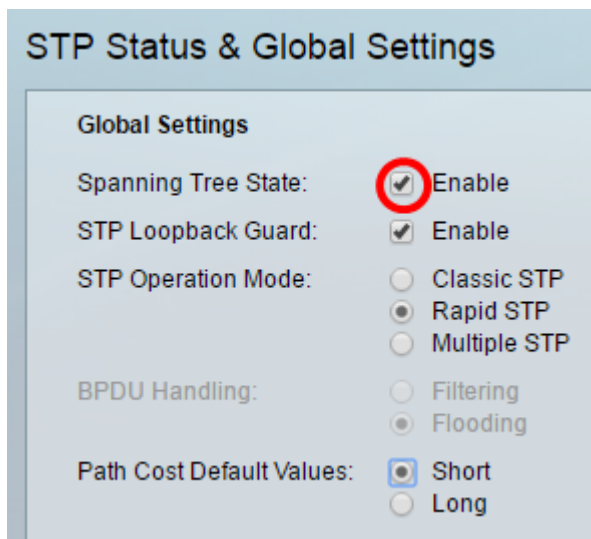 STP Status & Global Settings
Global Settings
Spanning Tree State: Enable
STP Loopback Guard: Enable
STP Operation Mode: Classic STP
Rapid STP
Multiple STP
BPDU Handling: Filtering
Flooding
Path Cost Default Values: Short
Long